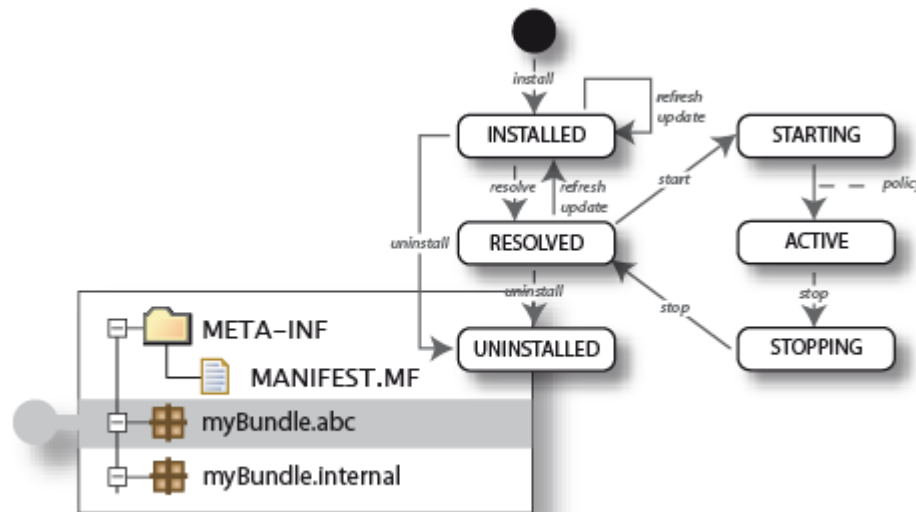 install
refresh
update
INSTALLED
STARTING
resolve
refresh
update
start
policy
uninstall
RESOLVED
ACTIVE
uninstall
stop
stop
META-INF
UNINSTALLED
STOPPING
MANIFEST.MF
myBundle.abc
myBundle.internal